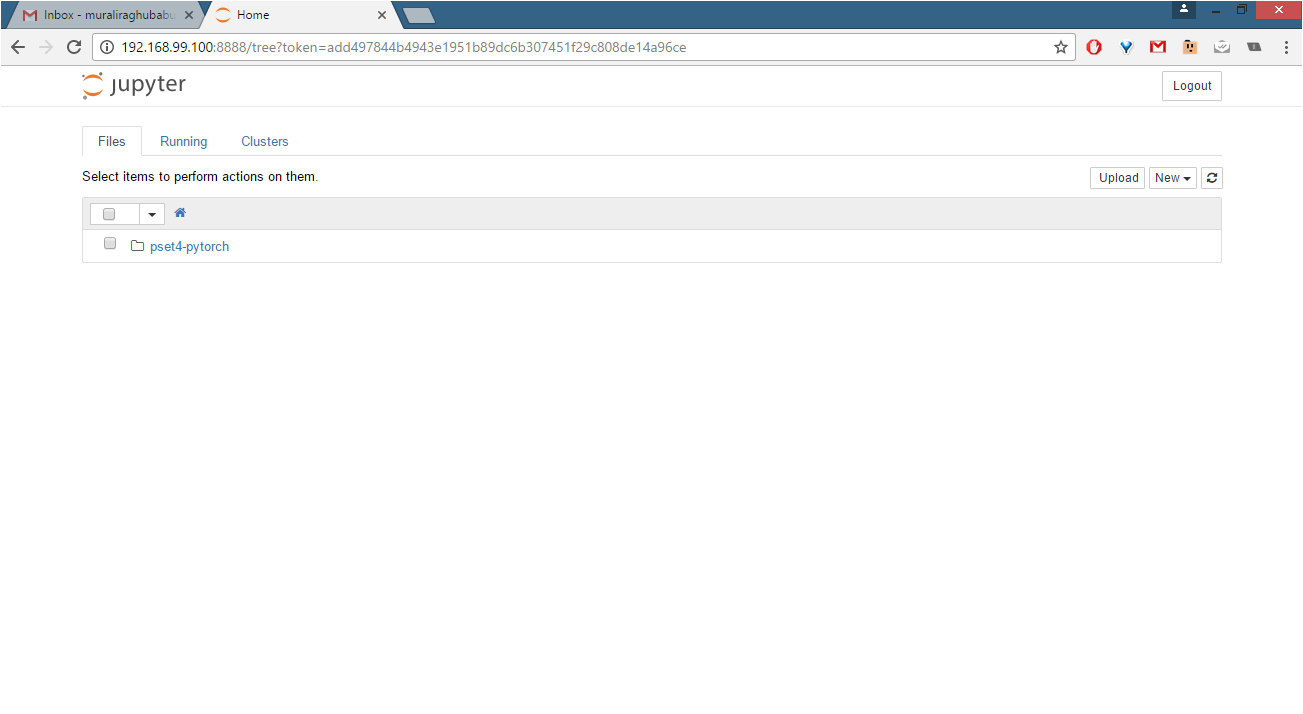 Inbox - muraliraghubabu
Home
192.168.99.100:8888/tree?token=add497844b4943e1951b89dc6b307451f29c808de14a96ce
jupyter
Logout
Files Running Clusters
Select items to perform actions on them.
Upload New
pset4-pytorch